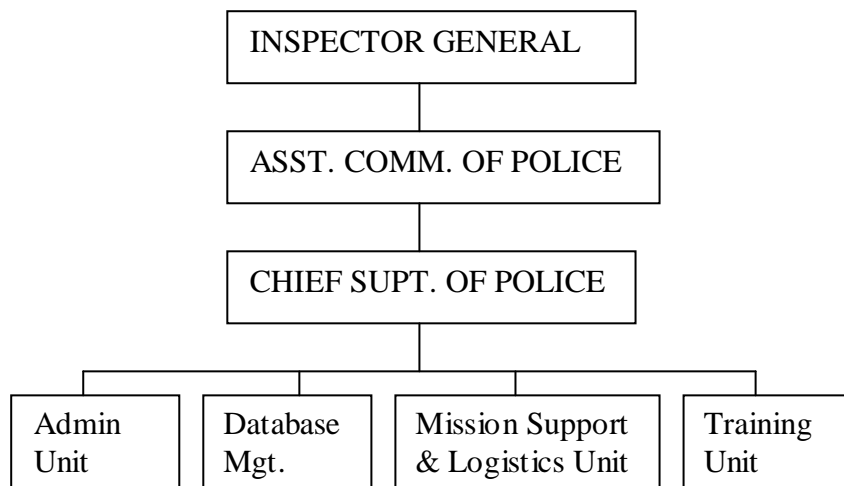 INSPECTOR GENERAL
ASST. COMM. OF POLICE
CHIEF SUPT. OF POLICE
Admin
Unit
Database
Mgt.
Mission Support
& Logistics Unit
Training
Unit